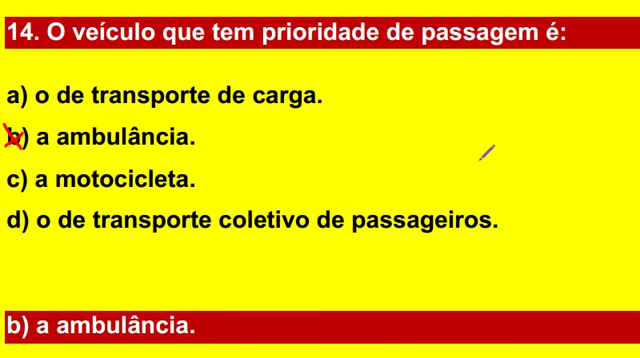 14. O veículo que tem prioridade de passagem é:
a) o de transporte de carga.
b) a ambulância.
c) a motocicleta.
d) o de transporte coletivo de passageiros.
b) a ambulância.